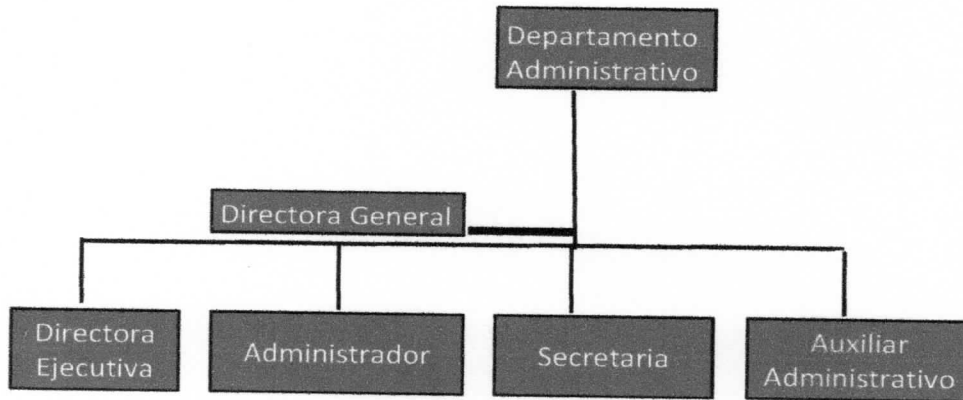 Departamento
Administrativo
Directora General
Directora
Ejecutiva
Administrador
Secretaria
Auxiliar
Administrativo